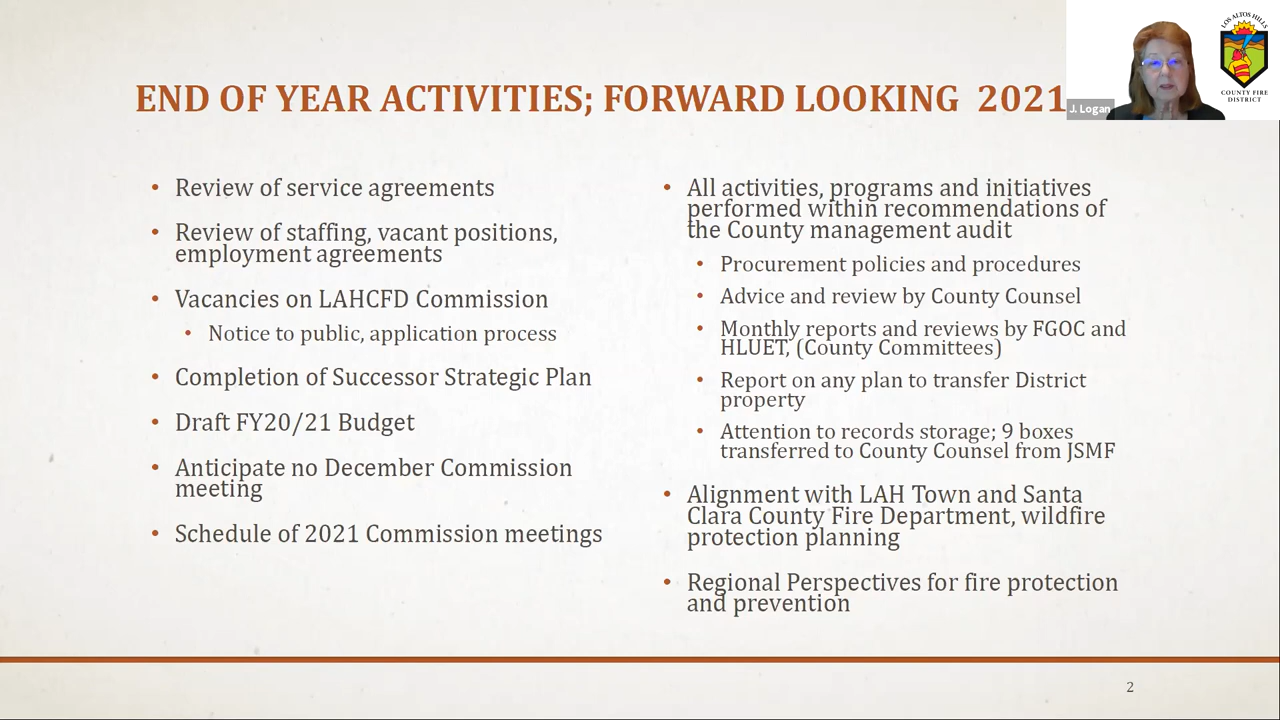 LOS ALTOS HILLS
COUNTY FIRE
DISTRICT
J. Logan
END OF YEAR ACTIVITIES; FORWARD LOOKING 2021
• Review of service agreements
• Review of staffing, vacant positions,
employment agreements
• Vacancies on LAHCFD Commission
• Notice to public, application process
• Completion of Successor Strategic Plan
• Draft FY20/21 Budget
• Anticipate no December Commission
meeting
• Schedule of 2021 Commission meetings
• All activities, programs and initiatives
performed within recommendations of
the County management audit
• Procurement policies and procedures
• Advice and review by County Counsel
• Monthly reports and reviews by FGOC and
HLUET, (County Committees)
• Report on any plan to transfer District
property
• Attention to records storage; 9 boxes
transferred to County Counsel from JSMF
• Alignment with LAH Town and Santa
Clara County Fire Department, wildfire
protection planning
• Regional Perspectives for fire protection
and prevention
2